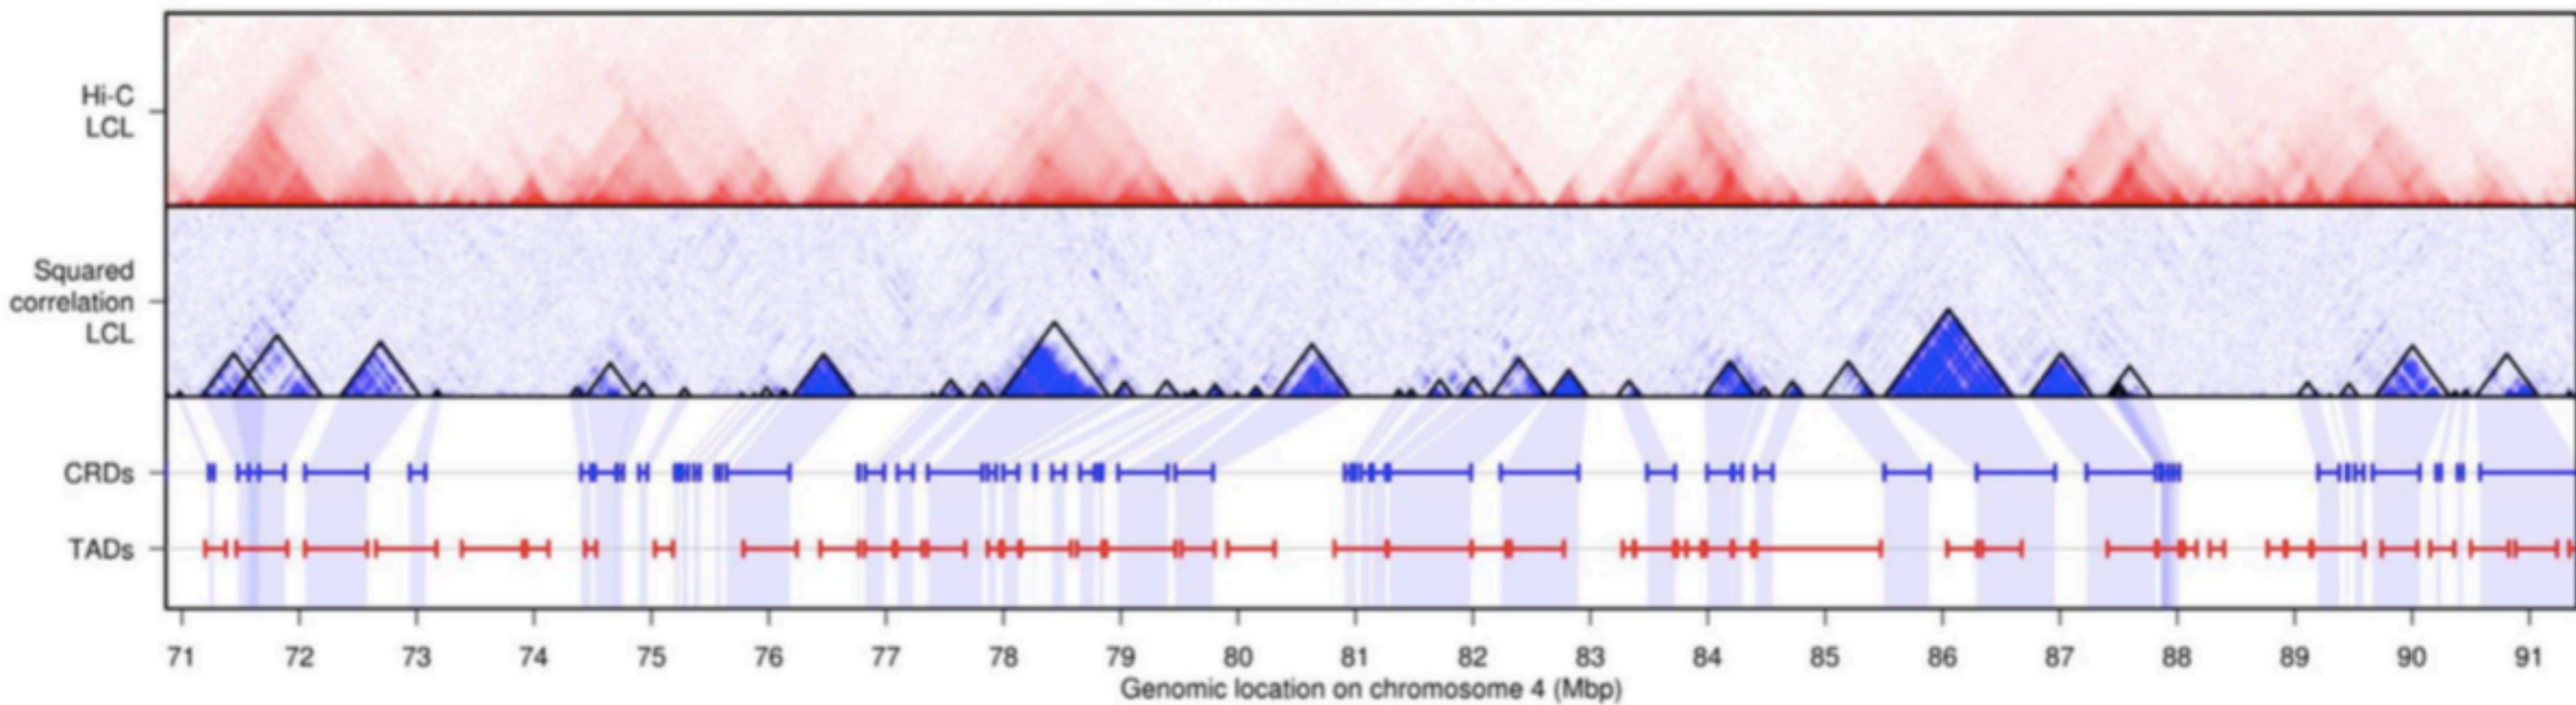 Hi-C
LCL
Squared
correlation
LCL
CRDs
TADs
71 72 73 74 75 76 77 78 79 80 81 82 83 84 85 86 87 88 89 90 91
Genomic location on chromosome 4 (Mbp)